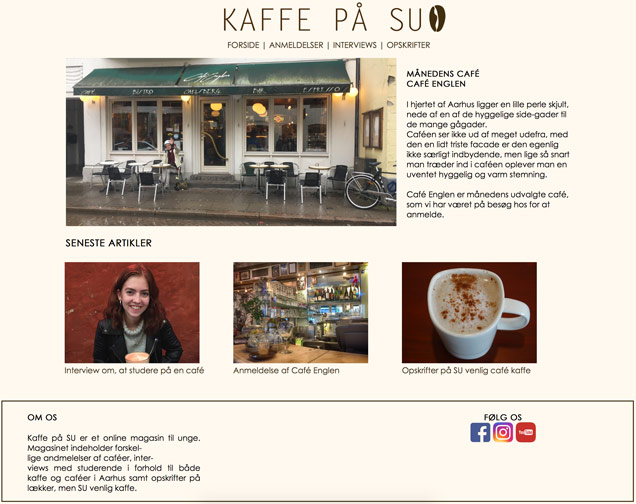 KAFFE PÅ SU
FORSIDE | ANMELDELSER | INTERVIEWS | OPSKRIFTER
CAFÉ BISTRO CARLSBERG BAR ESPRESSO
MÅNEDENS CAFÉ
CAFÉ ENGLEN
I hjertet af Aarhus ligger en lille perle skjult,
nede af en af de hyggelige side-gader til
de mange gågader.
Caféen ser ikke ud af meget udefra, med
den en lidt triste facade er den egenlig
ikke særligt indbydende, men lige så snart
man træder ind i caféen oplever man en
uventet hyggelig og varm stemning.
Café Englen er månedens udvalgte café,
som vi har været på besøg hos for at
anmelde.
SENESTE ARTIKLER
Interview om, at studere på en café
Anmeldelse af Café Englen
Opskrifter på SU venlig café kaffe
OM OS
Kaffe på SU er et online magasin til unge.
Magasinet indeholder forskel-
lige andmelelser af caféer, inter-
views med studerende i forhold til både
kaffe og caféer i Aarhus samt opskrifter på
lækker, men SU venlig kaffe.
FØLG OS
You Tube